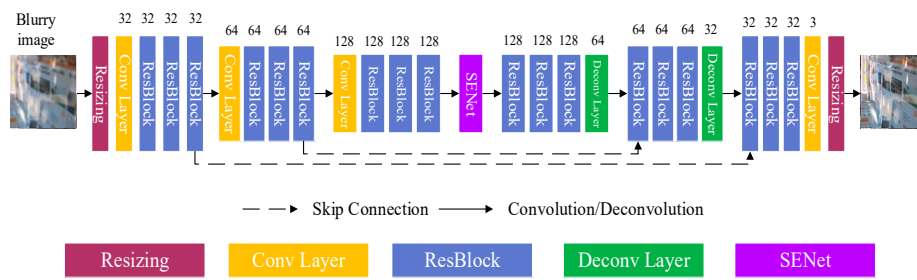 Blurry
image
32 32 32 32
64 64 64 64
128 128 128 128
128 128 128 64
64 64 64 32
32 32 32 3
Resizing
Conv Layer
ResBlock
ResBlock
ResBlock
Conv Layer
ResBlock
ResBlock
ResBlock
Conv Layer
ResBlock
ResBlock
ResBlock
SENet
ResBlock
ResBlock
ResBlock
Deconv Layer
ResBlock
ResBlock
ResBlock
Deconv Layer
ResBlock
ResBlock
ResBlock
Conv Layer
Resizing
Skip Connection
Convolution/Deconvolution
Resizing
Conv Layer
ResBlock
Deconv Layer
SENet